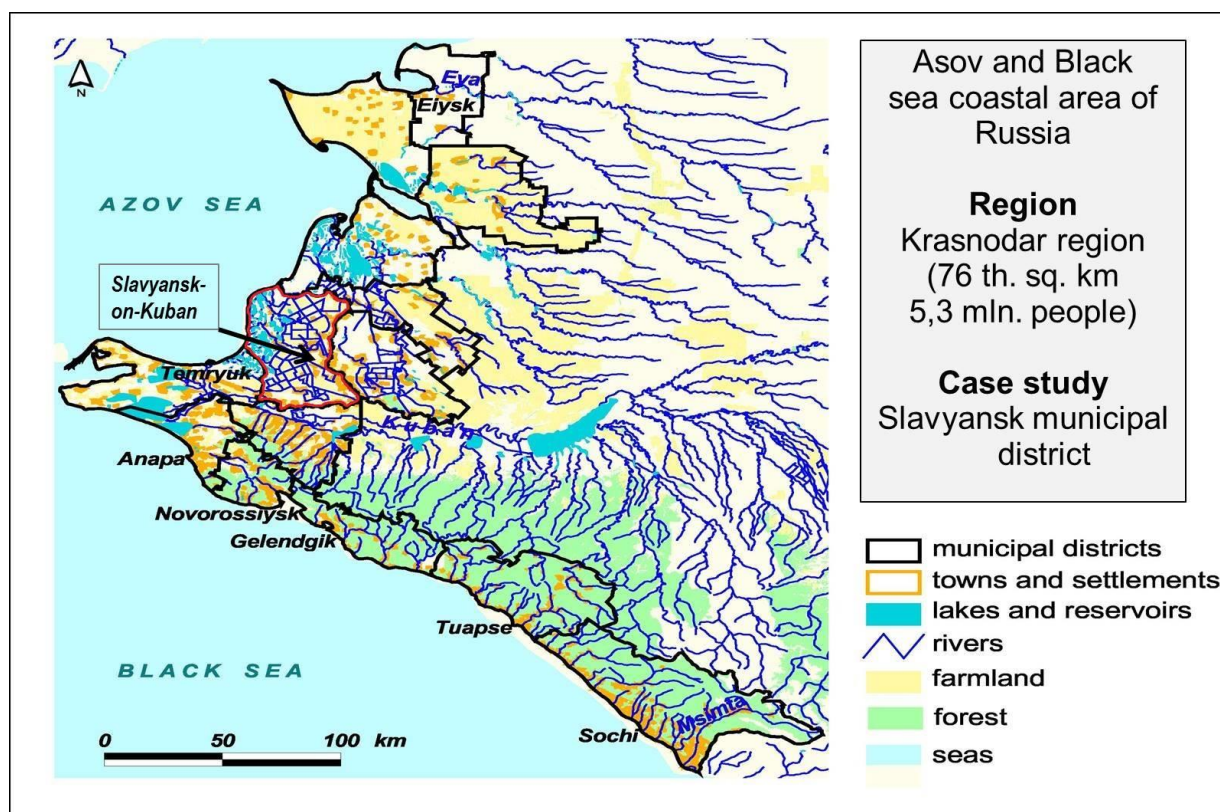 N
Eya
Eiysk
AZOV SEA
Slavyansk-
on-Kuban
Temryuk
Kuban
Anapa
Novorossiysk
Gelendgik
Tuapse
BLACK SEA
Sochi
Msimta
0 50 100 km
Asov and Black
sea coastal area of
Russia
Region
Krasnodar region
(76 th. sq. km
5,3 mln. people)
Case study
Slavyansk municipal
district
municipal districts
towns and settlements
lakes and reservoirs
rivers
farmland
forest
seas